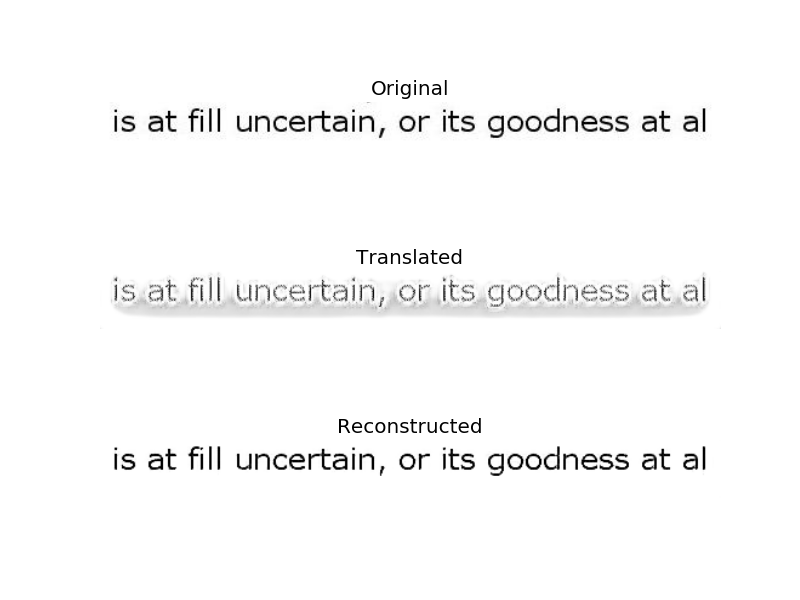 Original
is at fill uncertain, or its goodness at al
Translated
is at fill uncertain, or its goodness at al
Reconstructed
is at fill uncertain, or its goodness at al